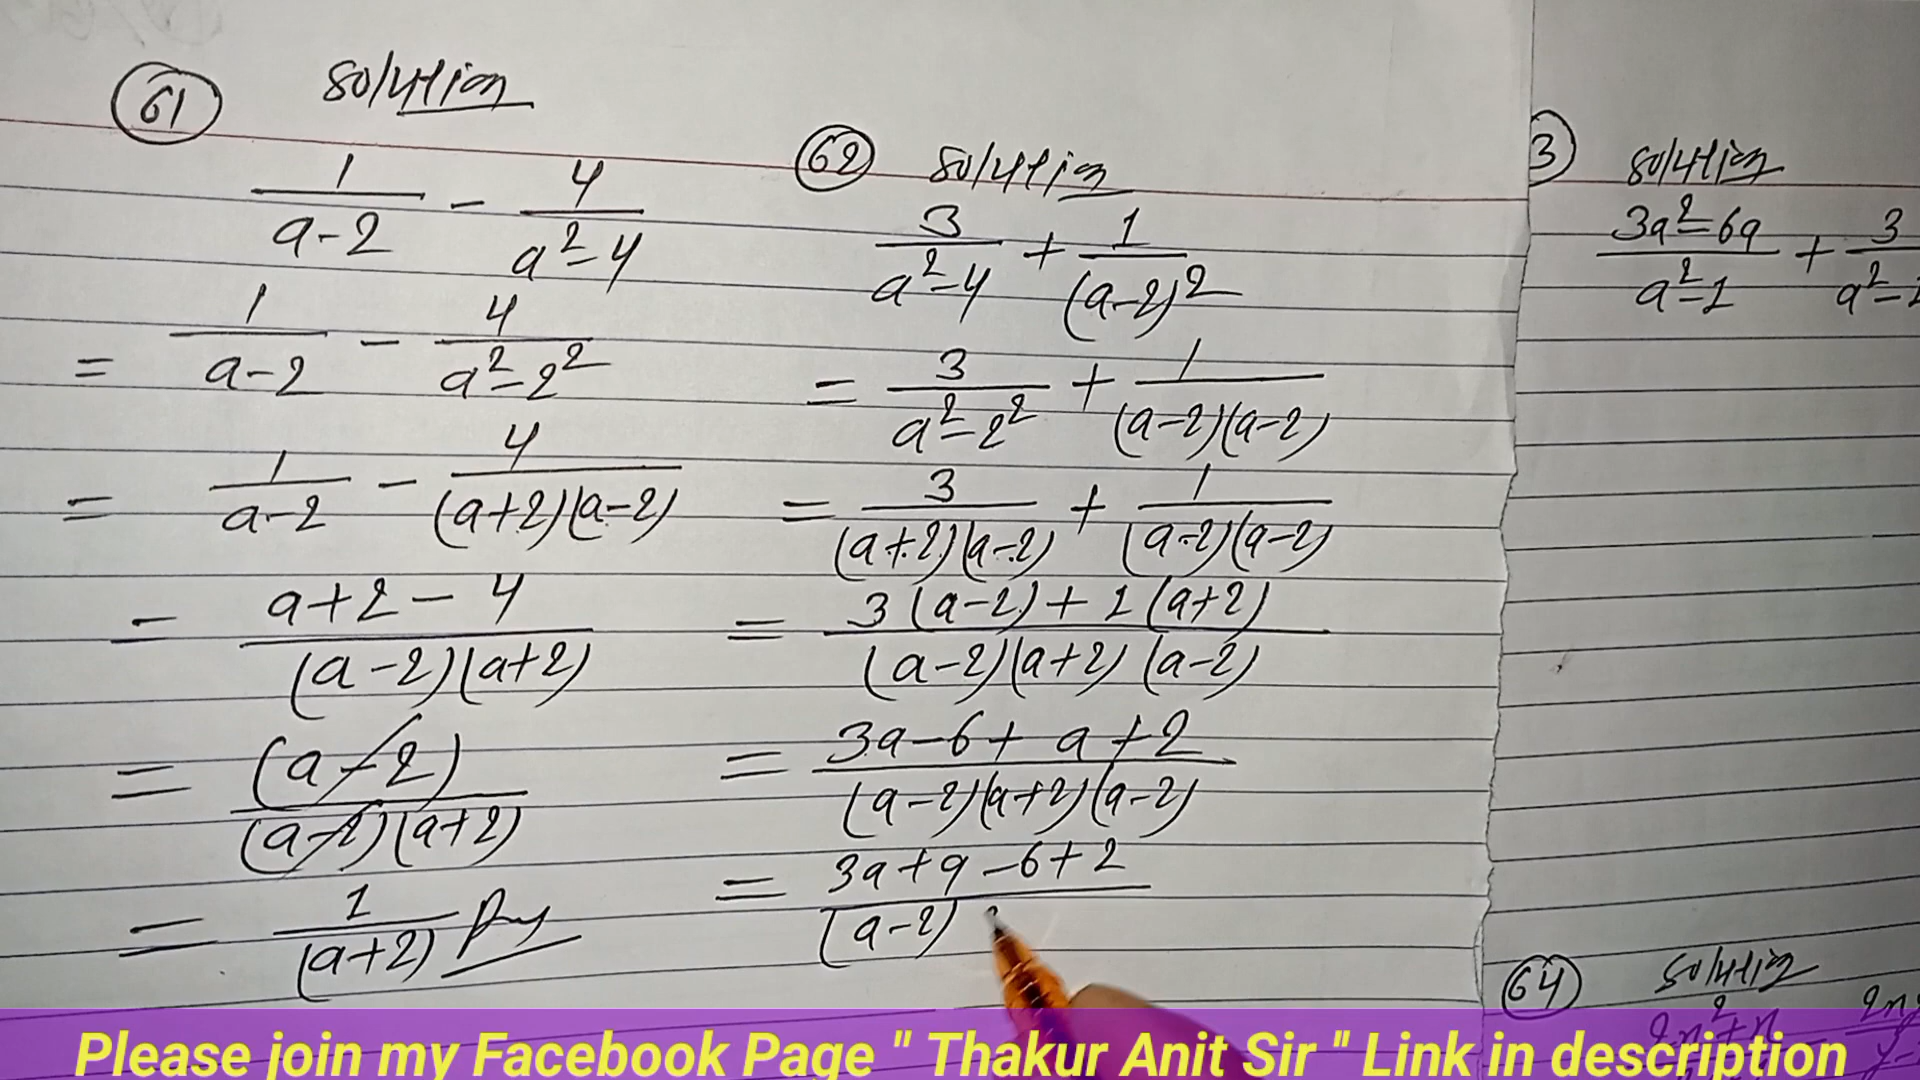 61 solution
1/(a-2) - 4/(a²-4)
= 1/(a-2) - 4/(a²-2²)
= 1/(a-2) - 4/((a+2)(a-2))
= (a+2-4)/((a-2)(a+2))
= (a-2)/((a-2)(a+2))
= 1/(a+2)
62 solution
3/(a²-4) + 1/(a-2)²
= 3/(a²-2²) + 1/((a-2)(a-2))
= 3/((a+2)(a-2)) + 1/((a-2)(a-2))
= (3(a-2)+1(a+2))/((a-2)(a+2)(a-2))
= (3a-6+a+2)/((a-2)(a+2)(a-2))
= (3a+a-6+2)/(a-2)
3 solution
(3a²-6a)/(a²-1) + 3/(a²-1
64 solution
Please join my Facebook Page " Thakur Anit Sir " Link in description